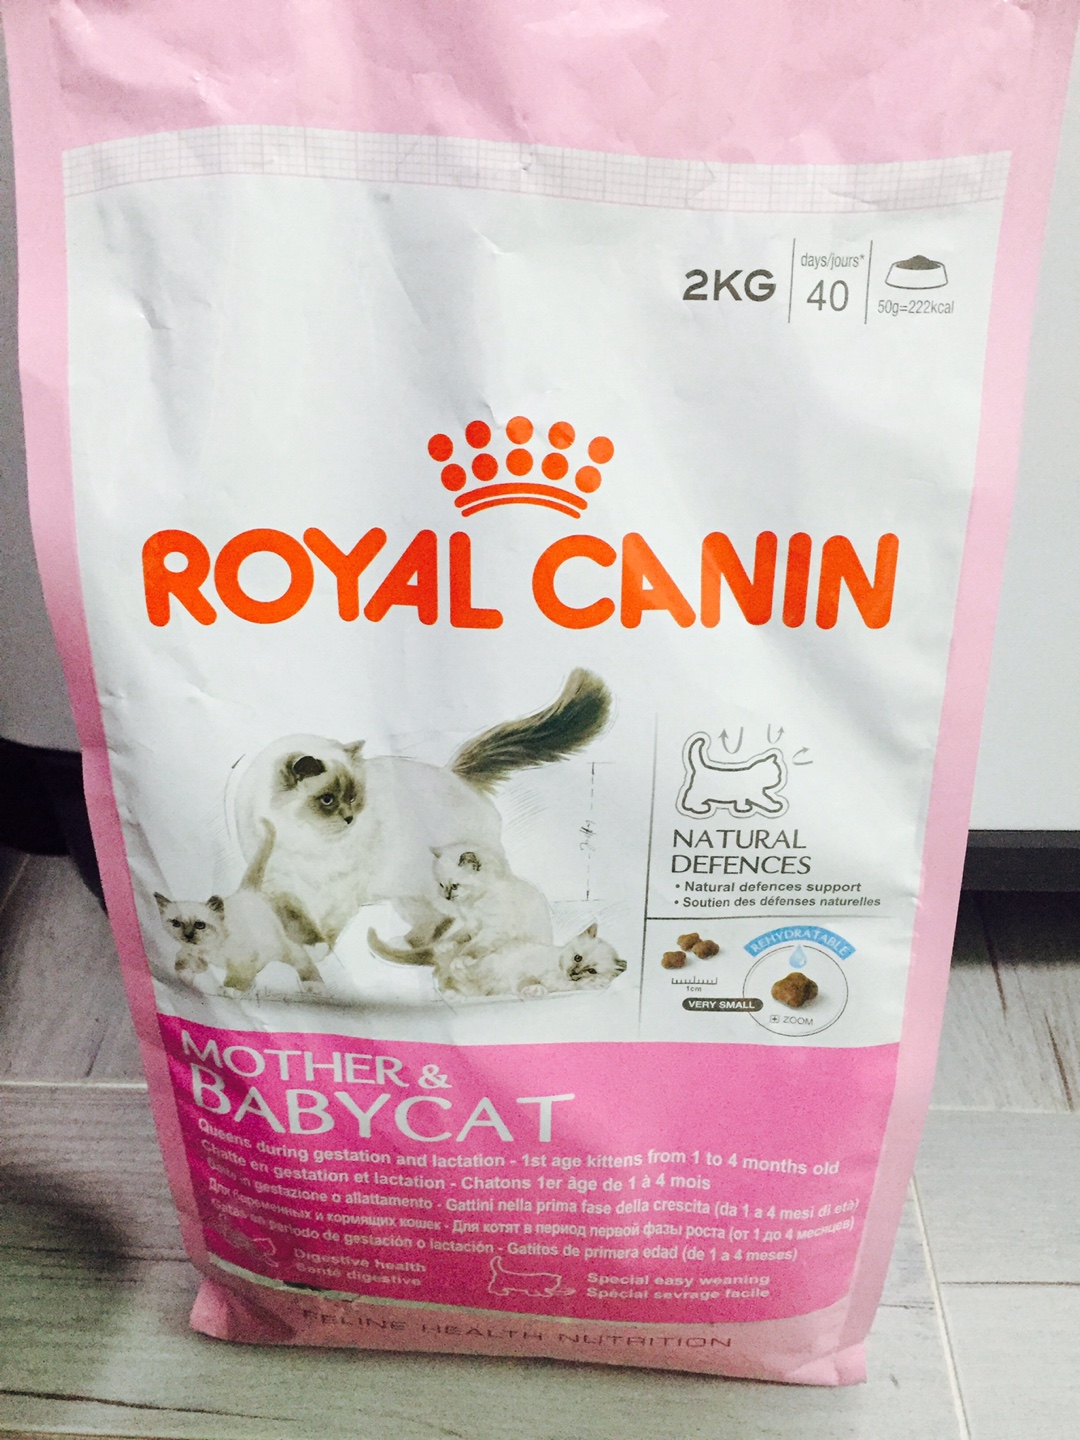 2KG
days/jours*
40
50g=222kcal
ROYAL CANIN
NATURAL
DEFENCES
• Natural defences support
• Soutien des défenses naturelles
REHYDRATABLE
1cm
VERY SMALL
ZOOM
MOTHER &
BABYCAT
Queens during gestation and lactation - 1st age kittens from 1 to 4 months old
Chatte en gestation et lactation - Chatons 1er âge de 1 à 4 mois
Gatte in gestazione o allattamento - Gattini nella prima fase della crescita (da 1 a 4 mesi di età)
Для беременных и кормящих кошек - Для котят в период первой фазы роста (от 1 до 4 месяцев)
Gatas en período de gestación o lactación - Gatitos de primera edad (de 1 a 4 meses)
Digestive health
Santé digestive
Special easy weaning
Spécial sevrage facile
FELINE HEALTH NUTRITION